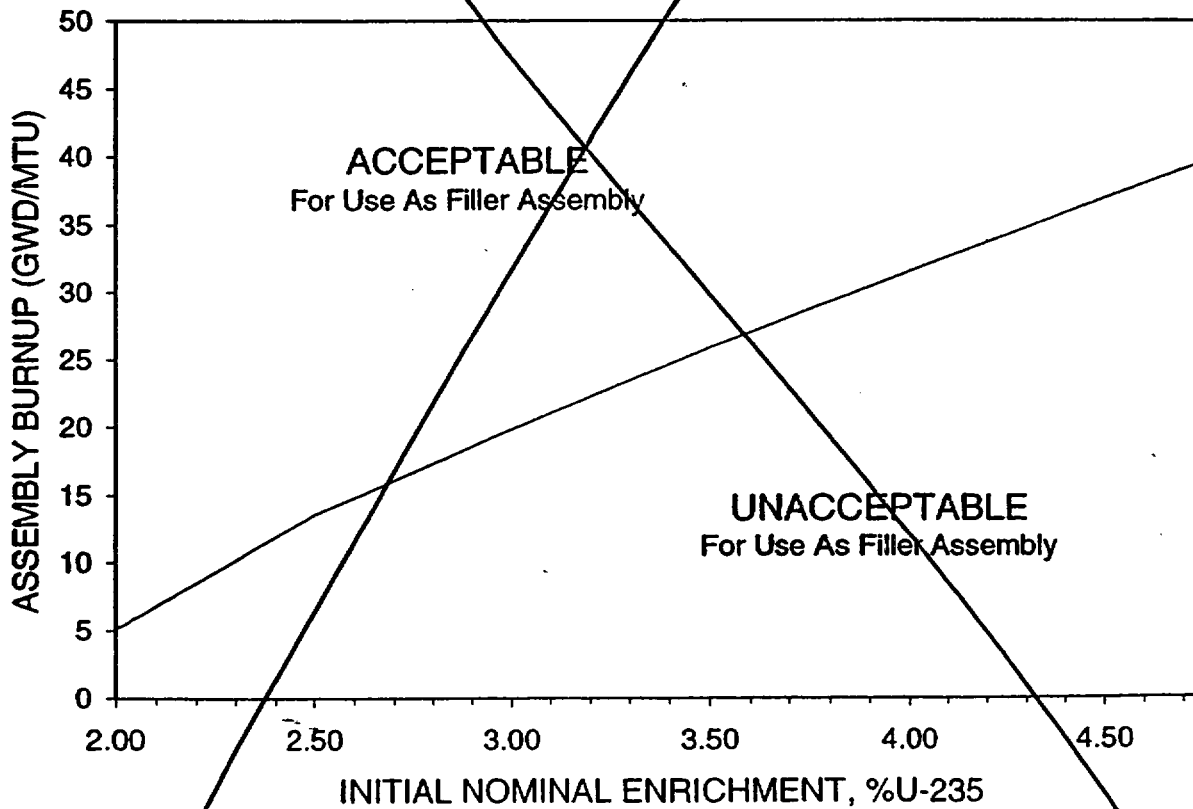 50
45
40
35
30
25
20
15
10
5
0
ASSEMBLY BURNUP (GWD/MTU)
ACCEPTABLE
For Use As Filler Assembly
UNACCEPTABLE
For Use As Filler Assembly
2.00 2.50 3.00 3.50 4.00 4.50
INITIAL NOMINAL ENRICHMENT, %U-235